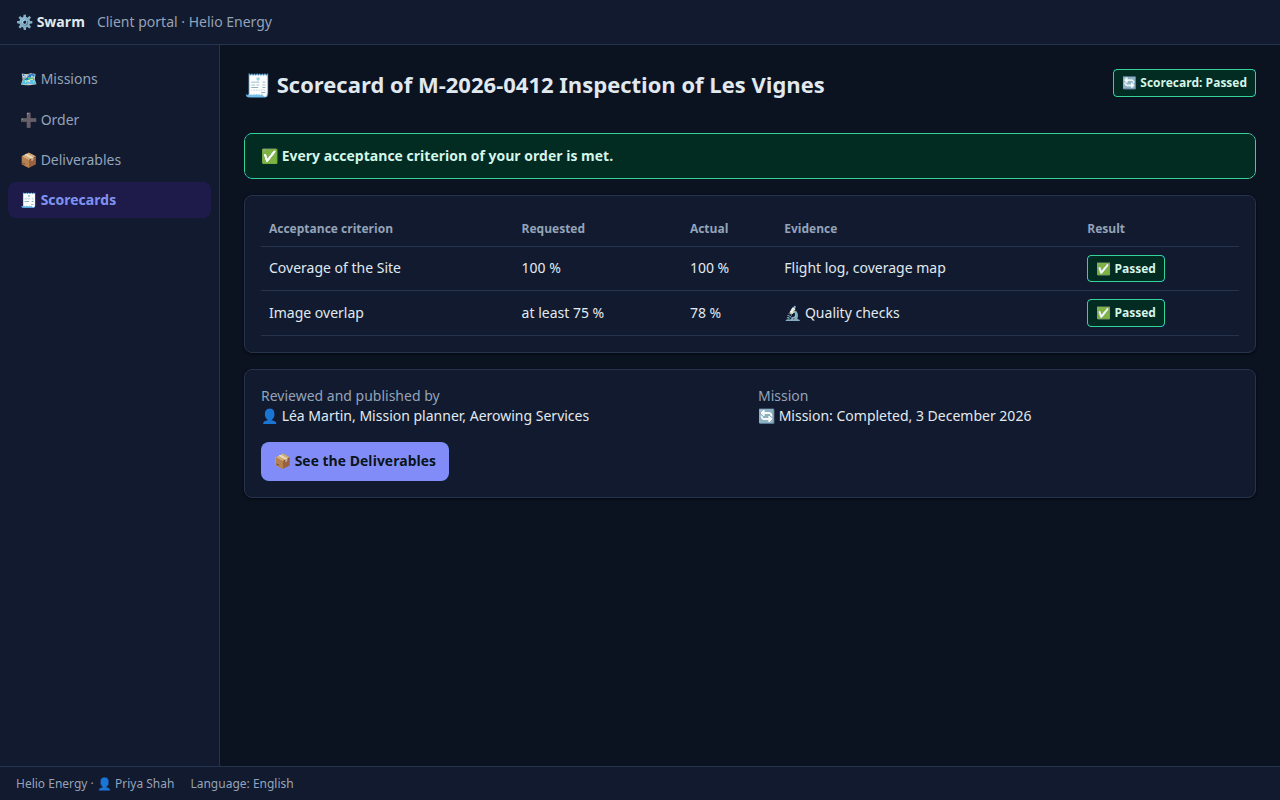 ⚙️ Swarm Client portal · Helio Energy
🗺️ Missions
➕ Order
📦 Deliverables
🧾 Scorecards
🧾 Scorecard of M-2026-0412 Inspection of Les Vignes
🔄 Scorecard: Passed
✅ Every acceptance criterion of your order is met.
Acceptance criterion Requested Actual Evidence Result
Coverage of the Site 100 % 100 % Flight log, coverage map ✅ Passed
Image overlap at least 75 % 78 % 🔬 Quality checks ✅ Passed
Reviewed and published by
👤 Léa Martin, Mission planner, Aerowing Services
Mission
🔄 Mission: Completed, 3 December 2026
📦 See the Deliverables
Helio Energy · 👤 Priya Shah Language: English